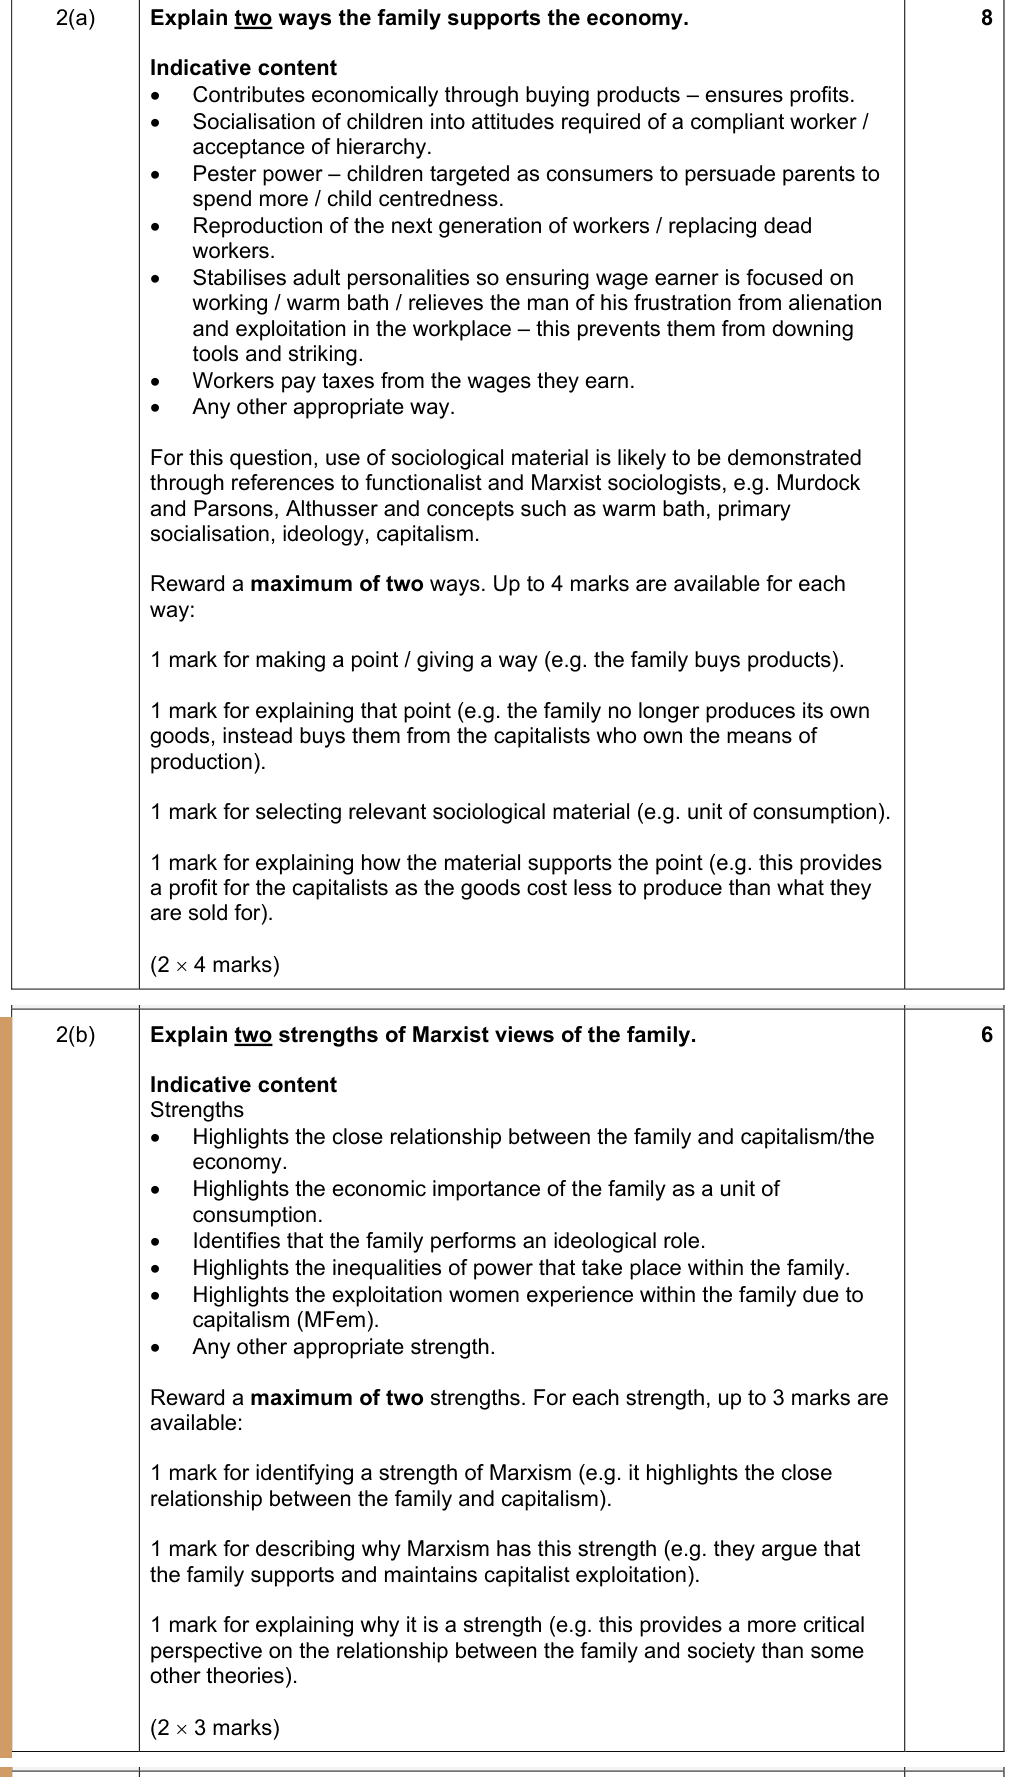 2(a)
Explain two ways the family supports the economy.
8
Indicative content
• Contributes economically through buying products – ensures profits.
• Socialisation of children into attitudes required of a compliant worker /
acceptance of hierarchy.
• Pester power – children targeted as consumers to persuade parents to
spend more / child centredness.
• Reproduction of the next generation of workers / replacing dead
workers.
• Stabilises adult personalities so ensuring wage earner is focused on
working / warm bath / relieves the man of his frustration from alienation
and exploitation in the workplace – this prevents them from downing
tools and striking.
• Workers pay taxes from the wages they earn.
• Any other appropriate way.
For this question, use of sociological material is likely to be demonstrated
through references to functionalist and Marxist sociologists, e.g. Murdock
and Parsons, Althusser and concepts such as warm bath, primary
socialisation, ideology, capitalism.
Reward a maximum of two ways. Up to 4 marks are available for each
way:
1 mark for making a point / giving a way (e.g. the family buys products).
1 mark for explaining that point (e.g. the family no longer produces its own
goods, instead buys them from the capitalists who own the means of
production).
1 mark for selecting relevant sociological material (e.g. unit of consumption).
1 mark for explaining how the material supports the point (e.g. this provides
a profit for the capitalists as the goods cost less to produce than what they
are sold for).
(2 × 4 marks)
2(b)
Explain two strengths of Marxist views of the family.
6
Indicative content
Strengths
• Highlights the close relationship between the family and capitalism/the
economy.
• Highlights the economic importance of the family as a unit of
consumption.
• Identifies that the family performs an ideological role.
• Highlights the inequalities of power that take place within the family.
• Highlights the exploitation women experience within the family due to
capitalism (MFem).
• Any other appropriate strength.
Reward a maximum of two strengths. For each strength, up to 3 marks are
available:
1 mark for identifying a strength of Marxism (e.g. it highlights the close
relationship between the family and capitalism).
1 mark for describing why Marxism has this strength (e.g. they argue that
the family supports and maintains capitalist exploitation).
1 mark for explaining why it is a strength (e.g. this provides a more critical
perspective on the relationship between the family and society than some
other theories).
(2 × 3 marks)